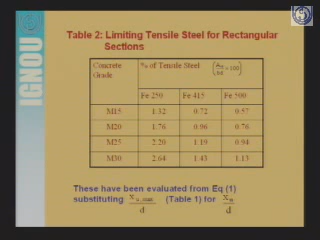 IGNOU
Table 2: Limiting Tensile Steel for Rectangular
Sections
Concrete Grade % of Tensile Steel (Ast/bd × 100)
Fe 250 Fe 415 Fe 500
M15 1.32 0.72 0.57
M20 1.76 0.96 0.76
M25 2.20 1.19 0.94
M30 2.64 1.43 1.13
These have been evaluated from Eq (1)
substituting xu,max/d (Table 1) for xu/d